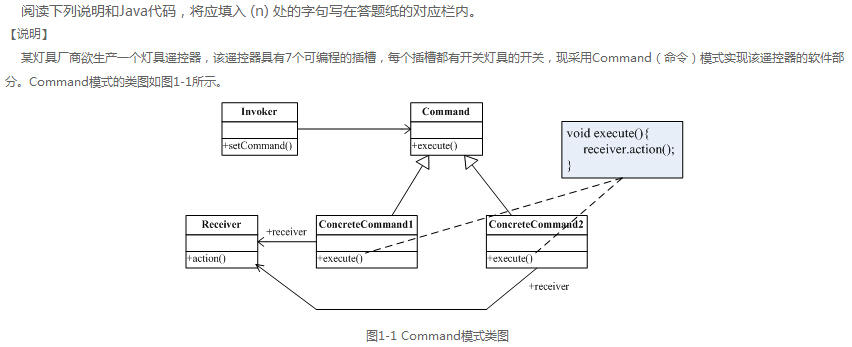 阅读下列说明和Java代码，将应填入 (n) 处的字句写在答题纸的对应栏内。
【说明】
某灯具厂商欲生产一个灯具遥控器，该遥控器具有7个可编程的插槽，每个插槽都有开关灯具的开关，现采用Command（命令）模式实现该遥控器的软件部
分。Command模式的类图如图1-1所示。
Invoker
+setCommand()
Command
+execute()
void execute(){
receiver.action();
}
Receiver
+action()
+receiver
ConcreteCommand1
+execute()
ConcreteCommand2
+execute()
+receiver
图1-1 Command模式类图